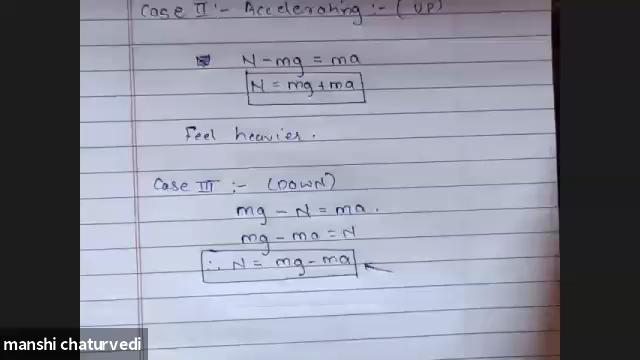 Case II :- Accelerating :- (UP)
N - mg = ma
N = mg + ma
Feel heavier.
Case III :- (DOWN)
mg - N = ma.
mg - ma = N
∴ N = mg - ma
manshi chaturvedi